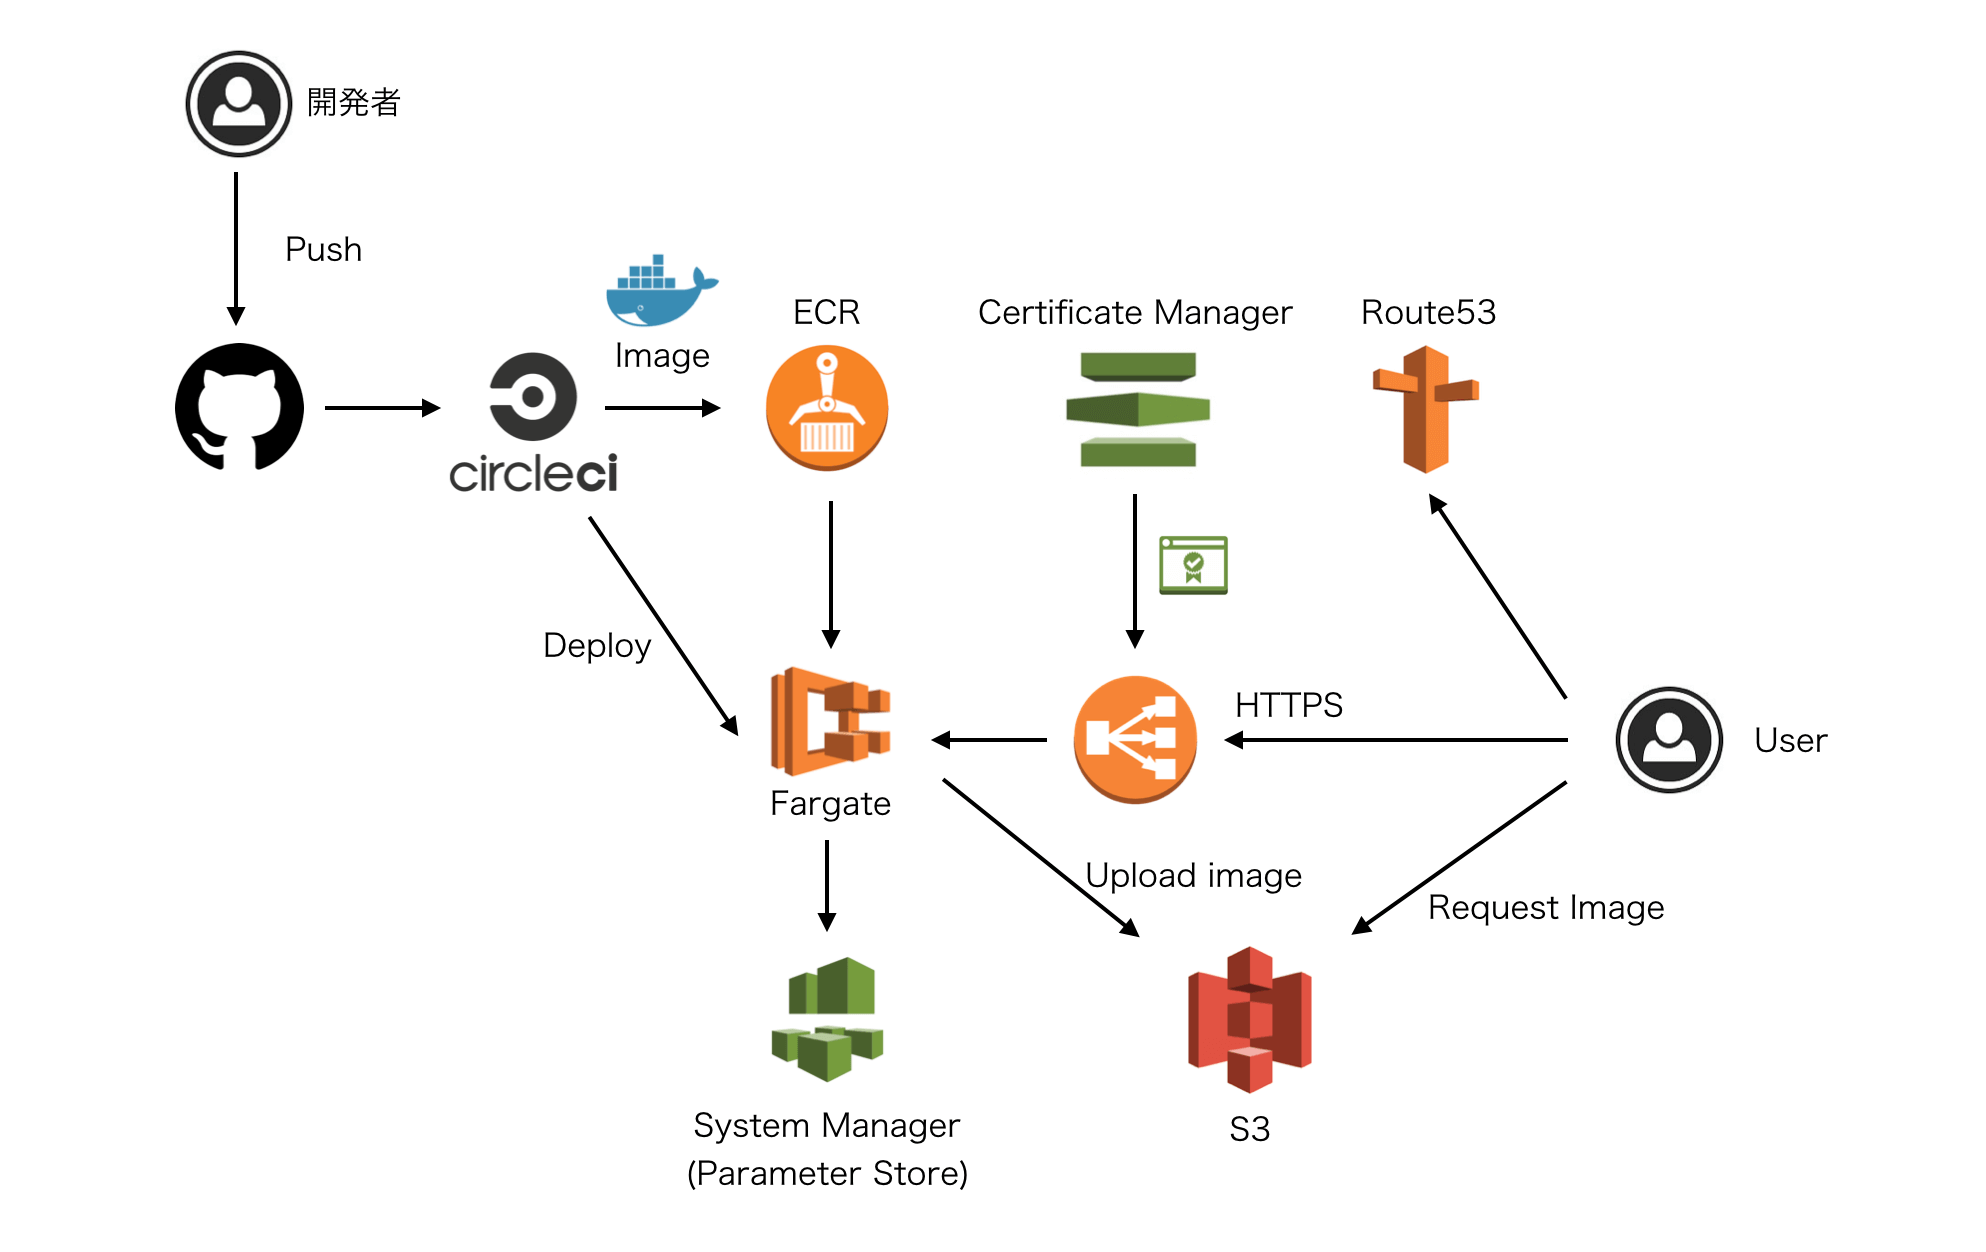 開発者
Push
Image
ECR
Certificate Manager
Route53
circleci
Deploy
HTTPS
User
Fargate
Upload image
Request Image
System Manager
(Parameter Store)
S3